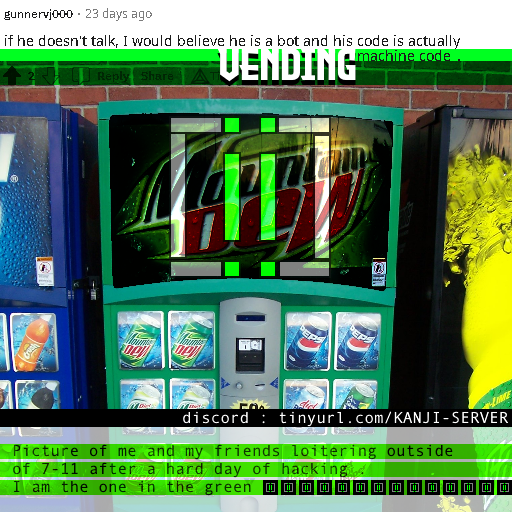 gunnervj000 · 23 days ago
if he doesn't talk, I would believe he is a bot and his code is actually
VENDING machine code .
2 Reply Share
Mountain
Dew
discord : tinyurl.com/KANJI-SERVER
Picture of me and my friends loitering outside
of 7-11 after a hard day of hacking..
I am the one in the green